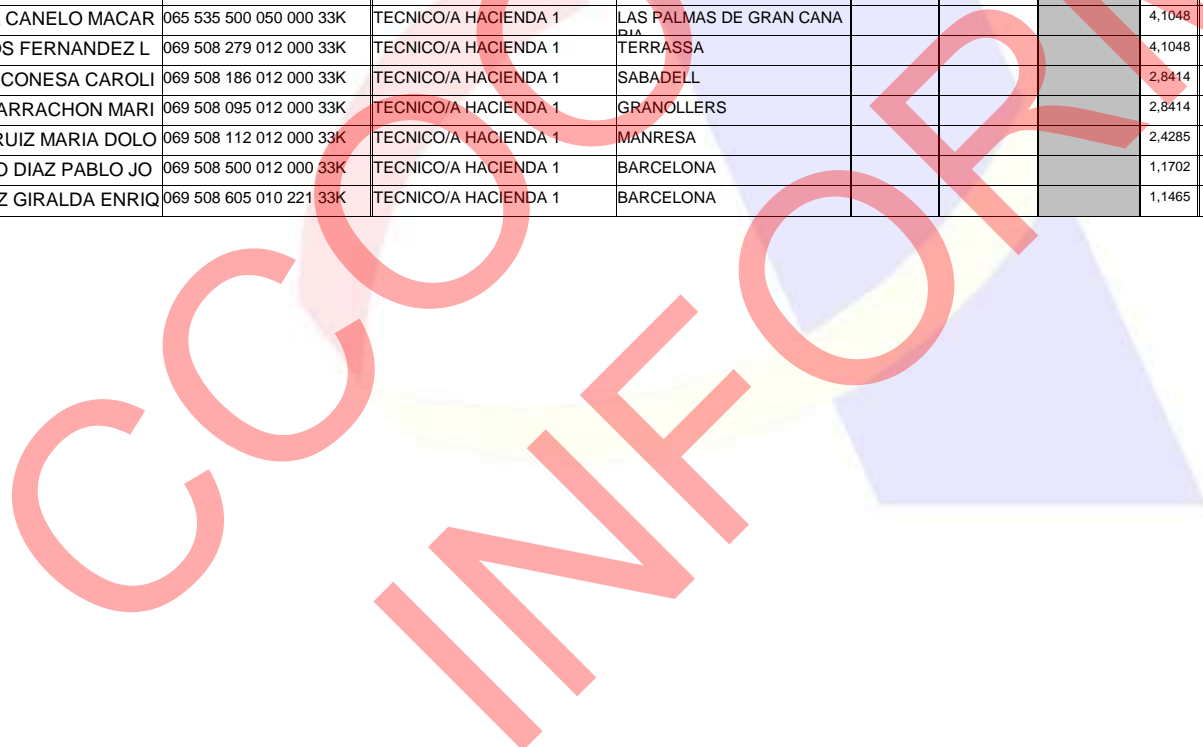 CANELO MACAR 065 535 500 050 000 33K TECNICO/A HACIENDA 1 LAS PALMAS DE GRAN CANA 4,1048
RIA
OS FERNANDEZ L 069 508 279 012 000 33K TECNICO/A HACIENDA 1 TERRASSA 4,1048
CONESA CAROLI 069 508 186 012 000 33K TECNICO/A HACIENDA 1 SABADELL 2,8414
ARRACHON MARI 069 508 095 012 000 33K TECNICO/A HACIENDA 1 GRANOLLERS 2,8414
RUIZ MARIA DOLO 069 508 112 012 000 33K TECNICO/A HACIENDA 1 MANRESA 2,4285
O DIAZ PABLO JO 069 508 500 012 000 33K TECNICO/A HACIENDA 1 BARCELONA 1,1702
Z GIRALDA ENRIQ 069 508 605 010 221 33K TECNICO/A HACIENDA 1 BARCELONA 1,1465
CCOO
INFOR